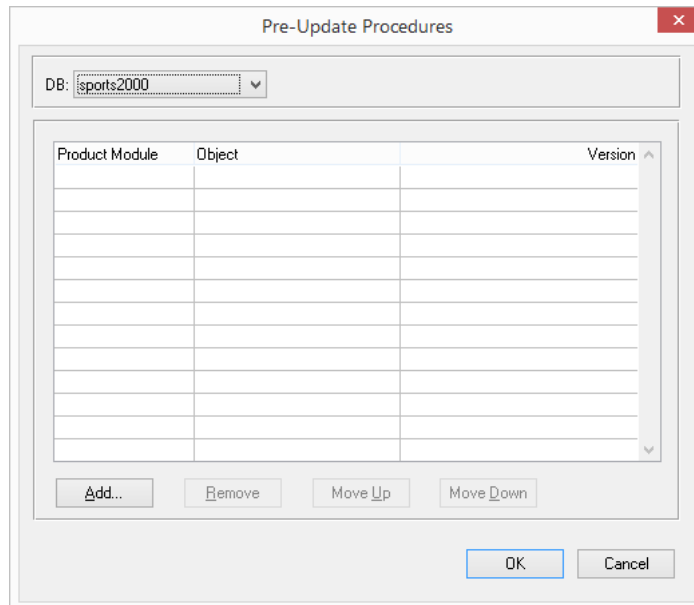 Pre-Update Procedures
DB: sports2000
Product Module Object Version
Add... Remove Move Up Move Down
OK Cancel